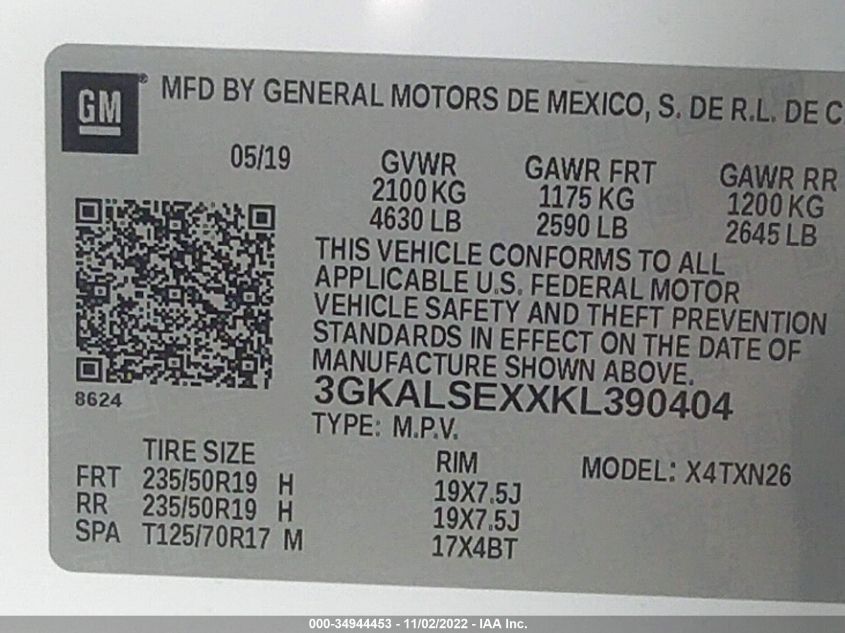 GM® MFD BY GENERAL MOTORS DE MEXICO, S. DE R.L. DE C
05/19 GVWR GAWR FRT GAWR RR
2100 KG 1175 KG 1200 KG
4630 LB 2590 LB 2645 LB
THIS VEHICLE CONFORMS TO ALL
APPLICABLE U.S. FEDERAL MOTOR
VEHICLE SAFETY AND THEFT PREVENTION
STANDARDS IN EFFECT ON THE DATE OF
MANUFACTURE SHOWN ABOVE.
8624 3GKALSEXXKL390404
TYPE: M.P.V.
TIRE SIZE RIM MODEL: X4TXN26
FRT 235/50R19 H 19X7.5J
RR 235/50R19 H 19X7.5J
SPA T125/70R17 M 17X4BT
000-34944453 - 11/02/2022 - IAA Inc.